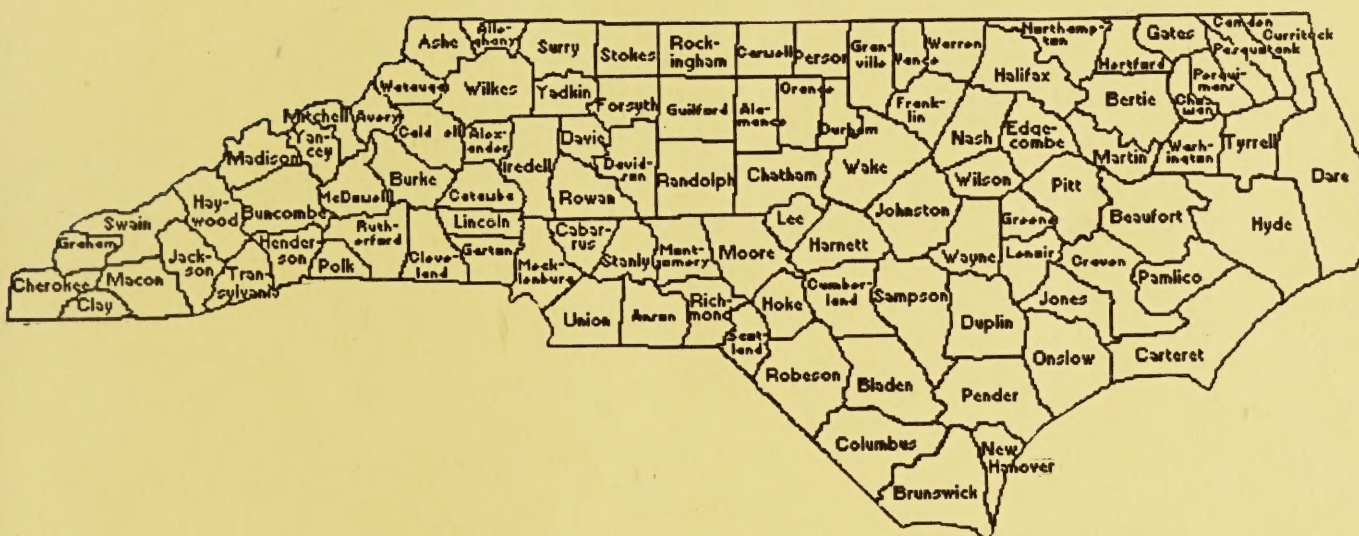 Ashe
Alle-
ghany
Surry
Stokes
Rock-
ingham
Caswell
Person
Gran-
ville
Vance
Warren
Northamp-
ton
Gates
Camden
Currituck
Pasquotank
Hertford
Halifax
Perqui-
mans
Cho-
wan
Bertie
Watauga
Wilkes
Yadkin
Forsyth
Guilford
Ala-
mance
Orange
Durham
Frank-
lin
Mitchell
Avery
Yan-
cey
Cald ell
Alex-
ander
Iredell
Davie
David-
son
Nash
Edge-
combe
Martin
Wash-
ington
Tyrrell
Dare
Madison
Burke
Catawba
Rowan
Randolph
Chatham
Wake
Wilson
Pitt
Beaufort
Hyde
Hay-
wood
Buncombe
McDowell
Swain
Graham
Ruth-
erford
Lincoln
Cabar-
rus
Lee
Johnston
Greene
Cherokee
Macon
Clay
Jack-
son
Tran-
sylvania
Hender-
son
Polk
Cleve-
land
Gaston
Meck-
lenburg
Stanly
Mont-
gomery
Moore
Harnett
Wayne
Lenoir
Craven
Pamlico
Union
Anson
Rich-
mond
Scot-
land
Hoke
Cumber-
land
Sampson
Duplin
Jones
Onslow
Carteret
Robeson
Bladen
Pender
Columbus
New
Hanover
Brunswick